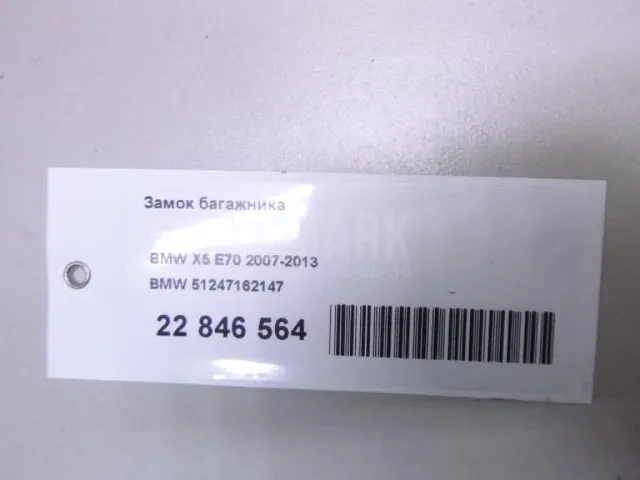 Замок багажника
BMW X5 E70 2007-2013
BMW 51247162147
22 846 564